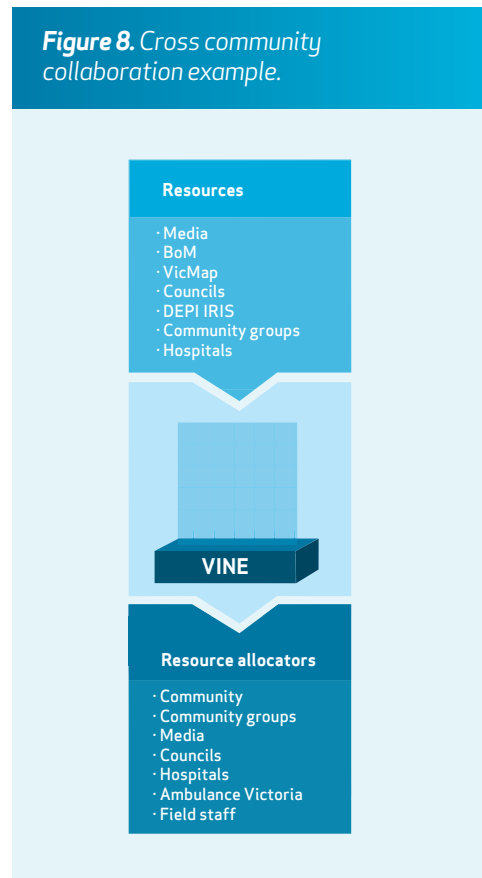 Figure 8. Cross community
collaboration example.
Resources
· Media
· BoM
· VicMap
· Councils
· DEPI IRIS
· Community groups
· Hospitals
VINE
Resource allocators
· Community
· Community groups
· Media
· Councils
· Hospitals
· Ambulance Victoria
· Field staff